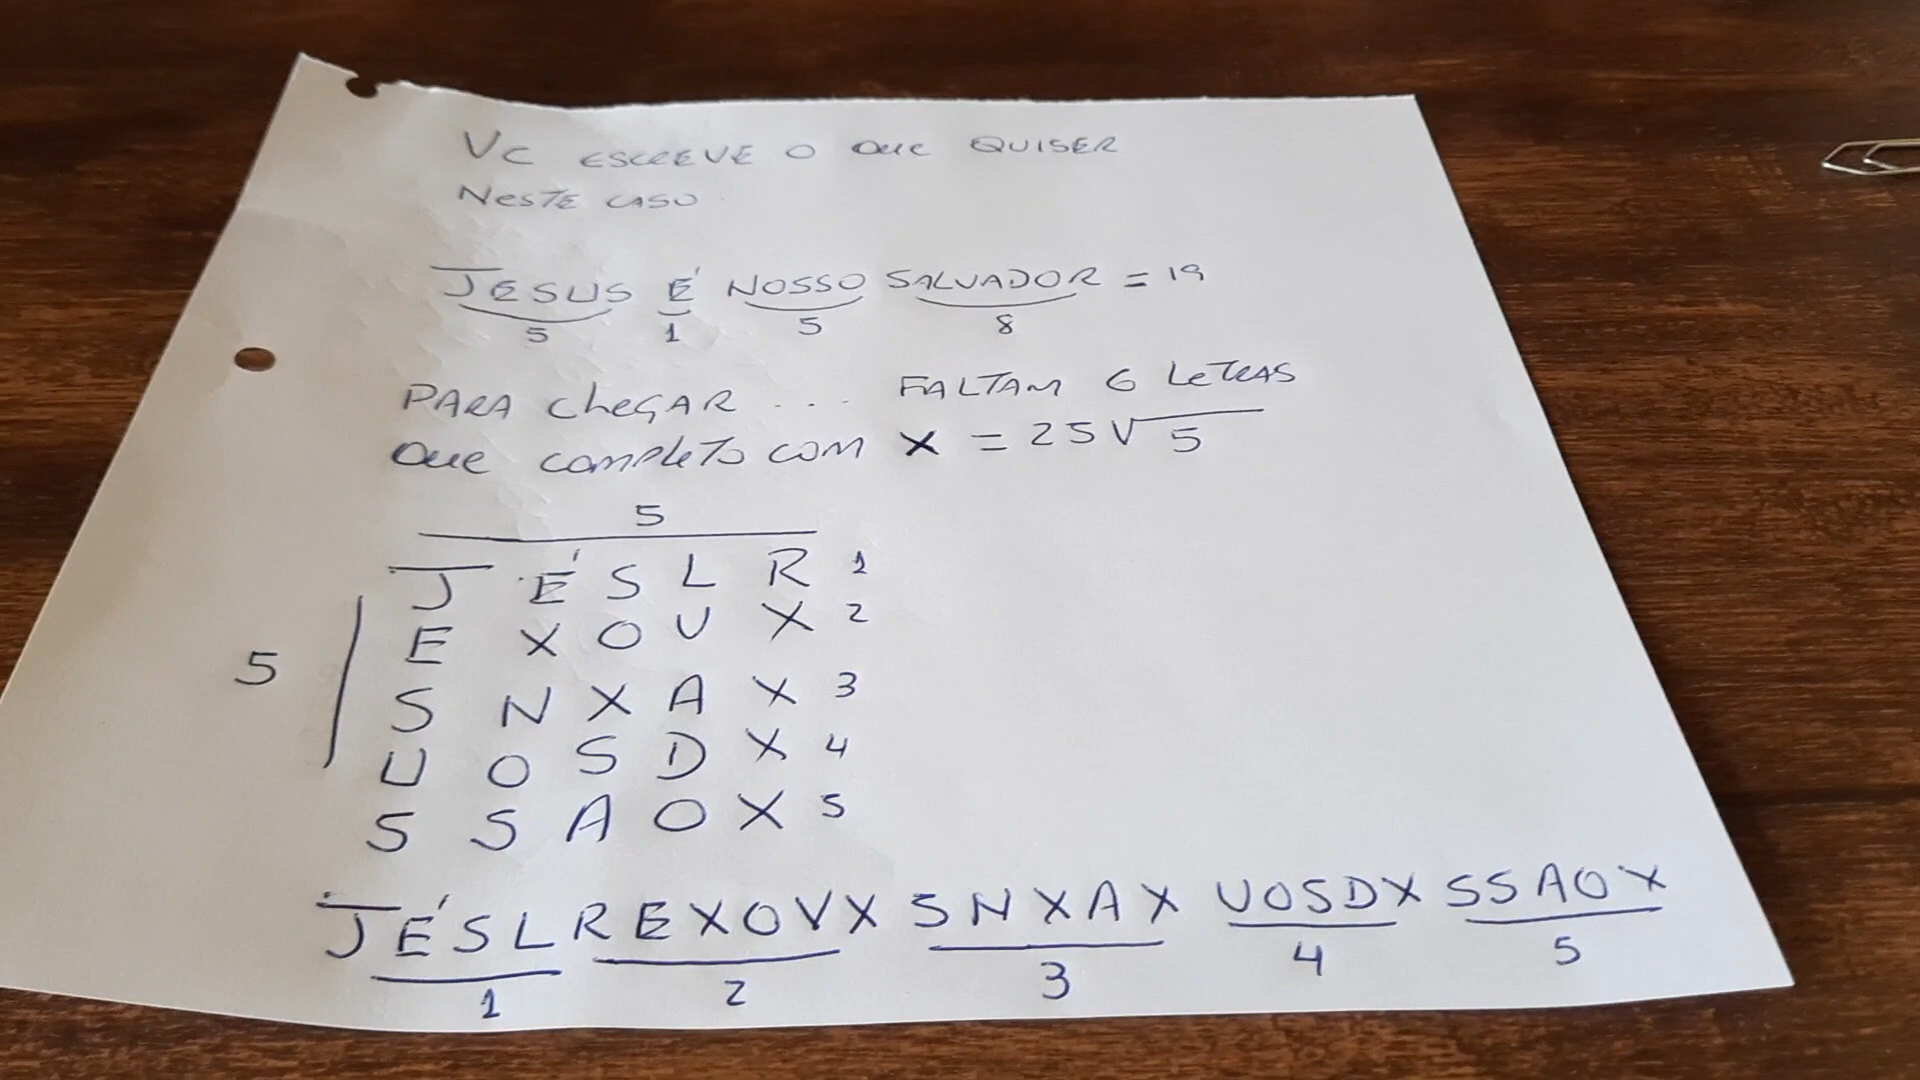 Vc ESCREVE O QUE QUISER
NESTE CASO
JESUS É NOSSO SALVADOR = 19
5 1 5 8
PARA CHEGAR ... FALTAM 6 LETRAS
QUE COMPLETO COM X = 25√5
5
J É S L R 1
E X O V X 2
5
S N X A X 3
U O S D X 4
S S A O X 5
JÉSLREXOVX SNXAX UOSDX SSAOX
1 2 3 4 5